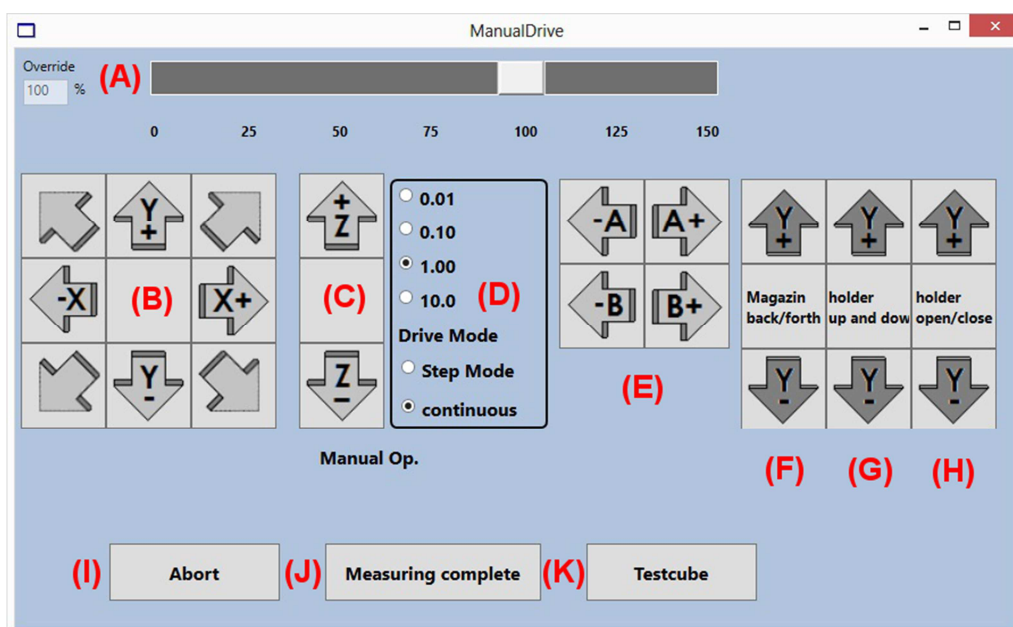 ManualDrive
Override
100 %
(A)
0 25 50 75 100 125 150
Y
+
-X
(B)
X+
Y
-
+
Z
(C)
Z
-
0.01
0.10
1.00
10.0
(D)
Drive Mode
Step Mode
continuous
-A A+
-B B+
(E)
Y
+
Y
+
Y
+
Magazin
back/forth
holder
up and dow
holder
open/close
Y
-
Y
-
Y
-
(F) (G) (H)
Manual Op.
(I) Abort (J) Measuring complete (K) Testcube